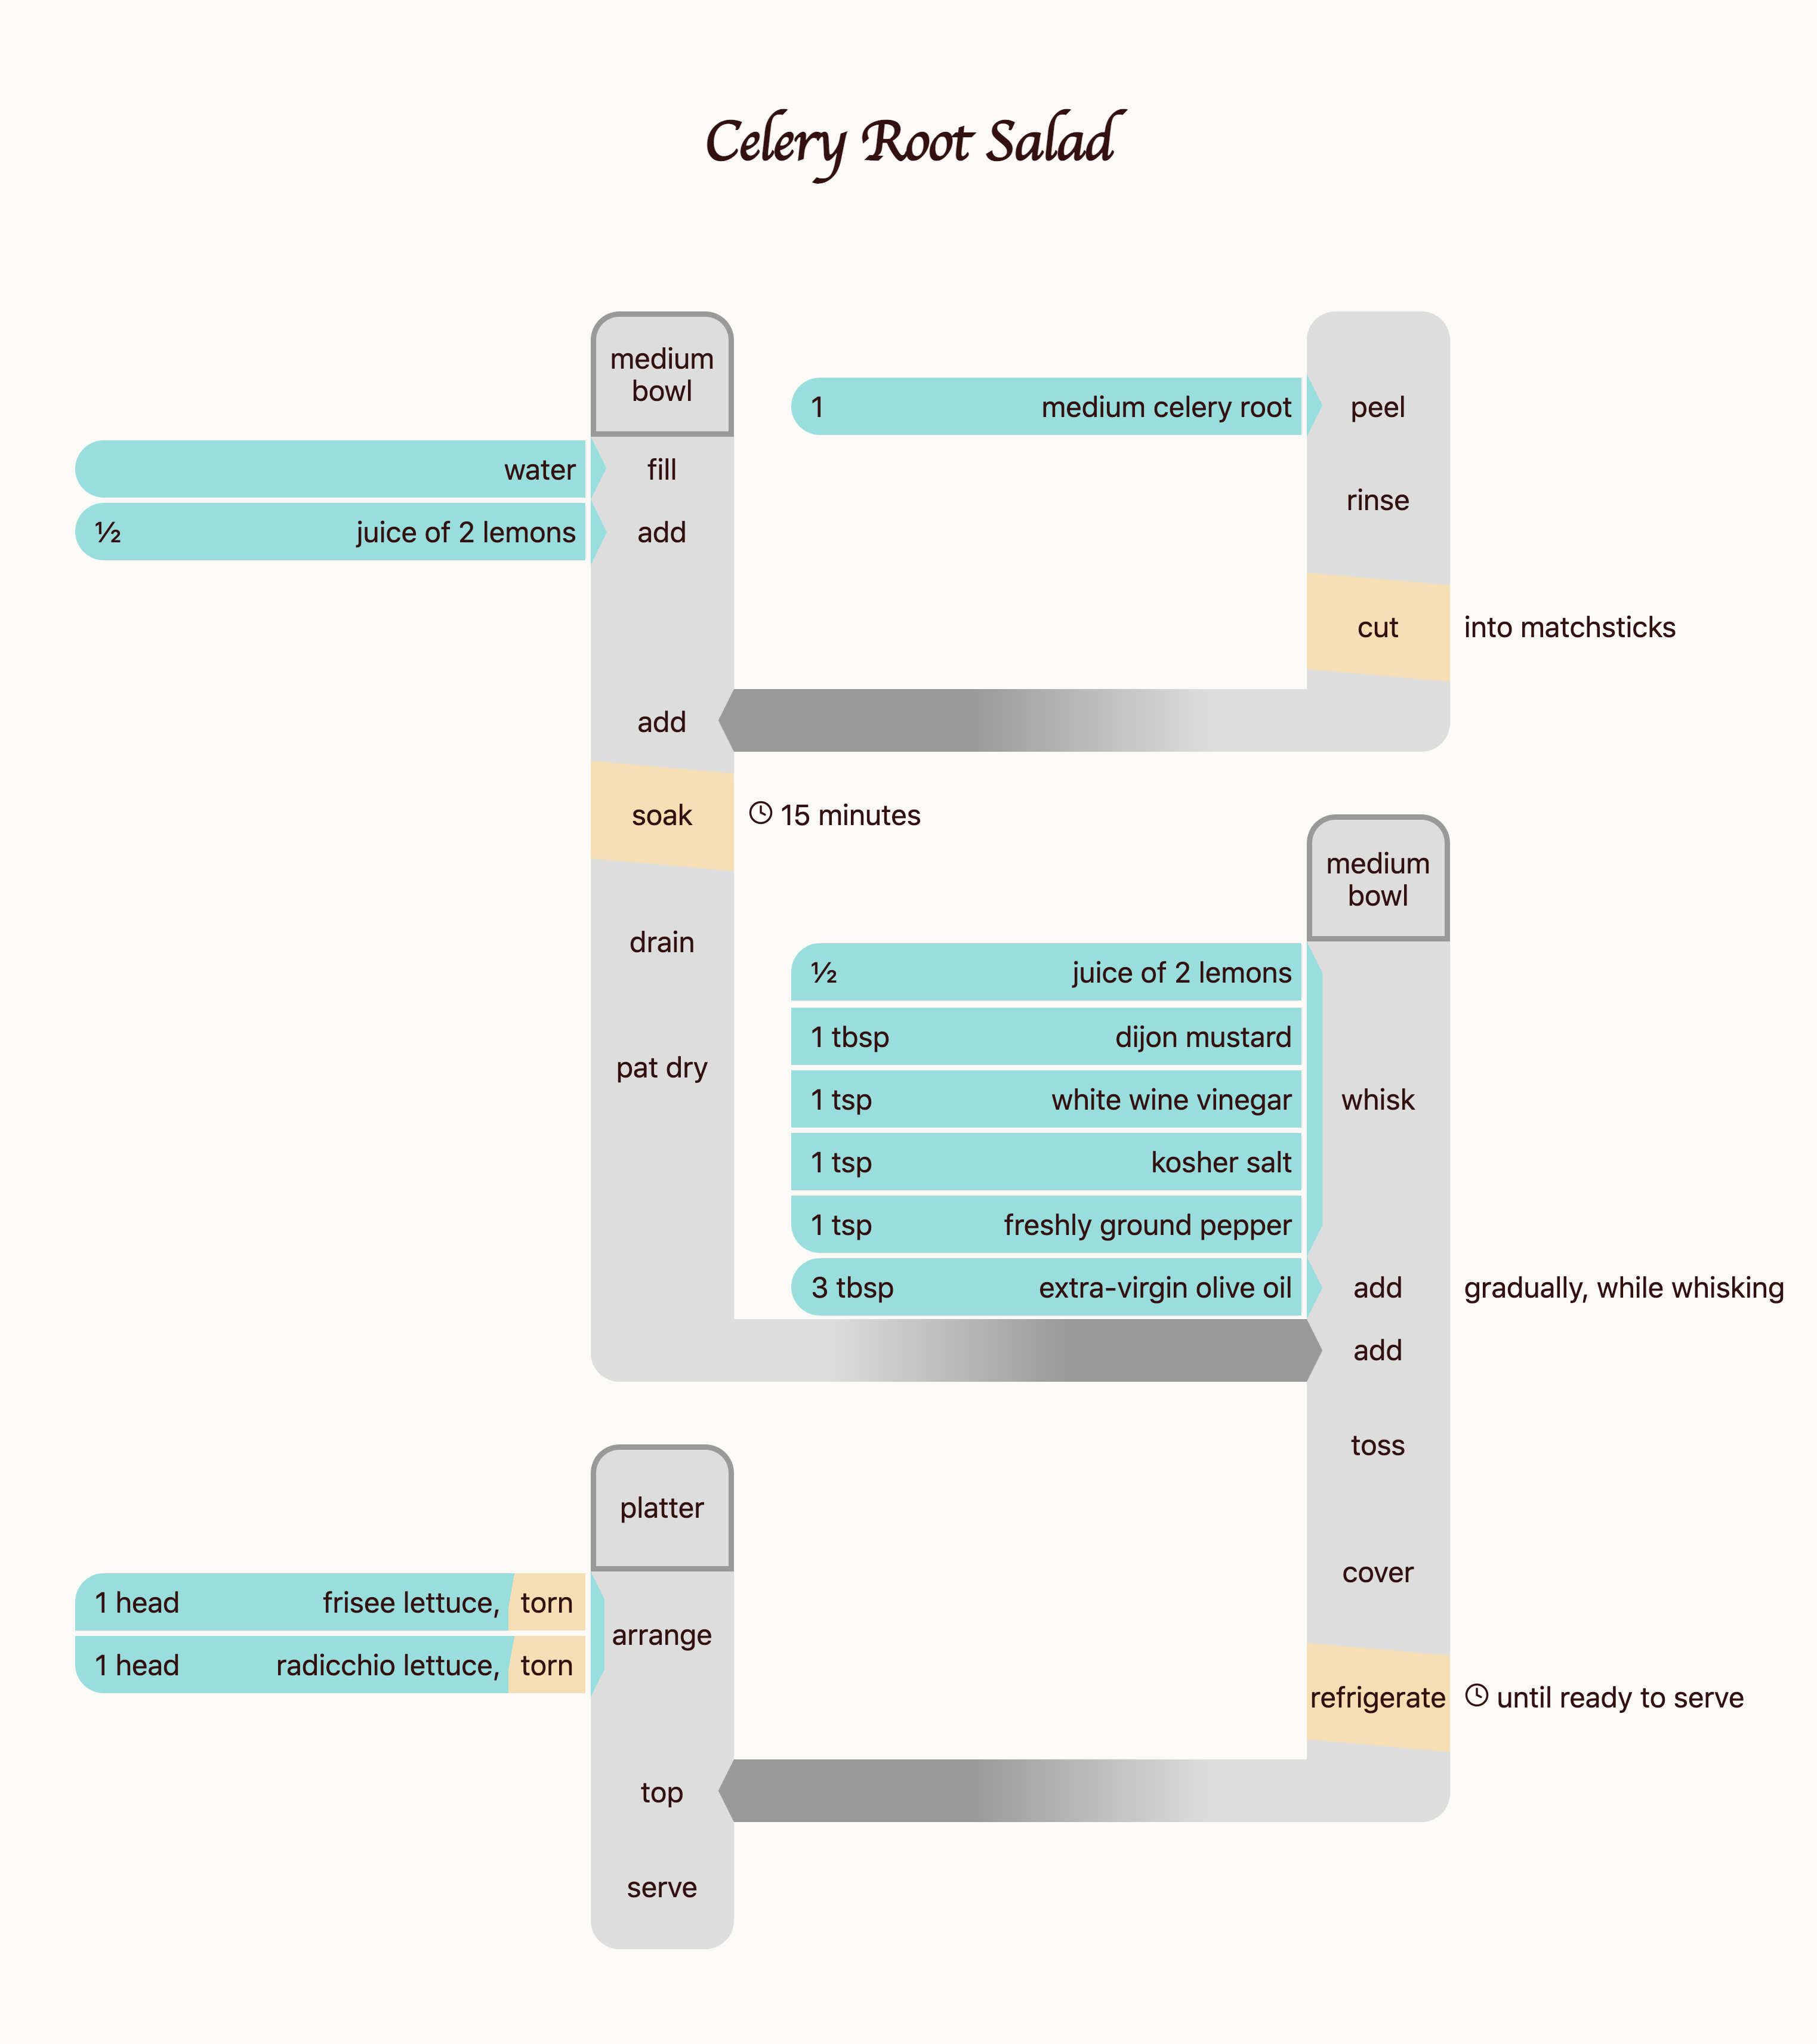 Celery Root Salad
medium
bowl
1 medium celery root peel
water fill
rinse
½ juice of 2 lemons add
cut into matchsticks
add
soak 15 minutes
medium
bowl
drain
½ juice of 2 lemons
1 tbsp dijon mustard
pat dry
1 tsp white wine vinegar whisk
1 tsp kosher salt
1 tsp freshly ground pepper
3 tbsp extra-virgin olive oil add gradually, while whisking
add
toss
platter
cover
1 head frisee lettuce, torn
arrange
1 head radicchio lettuce, torn
refrigerate until ready to serve
top
serve